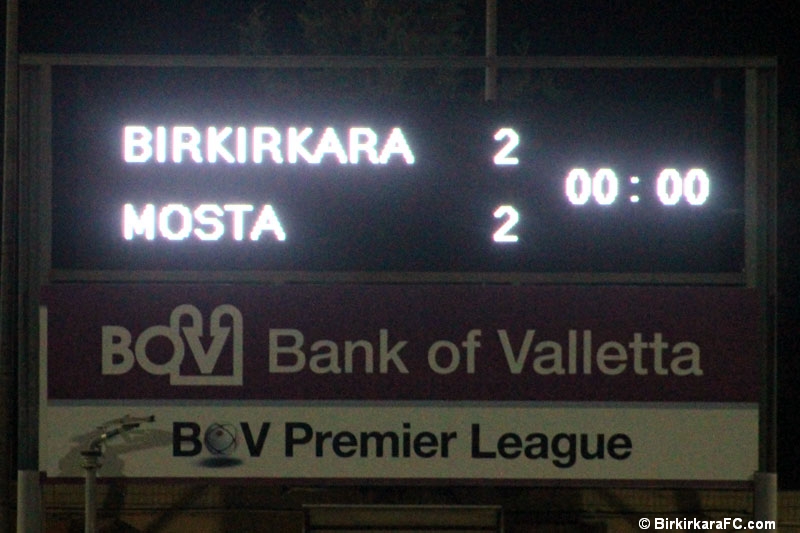 BIRKIRKARA 2
00:00
MOSTA 2
BOV Bank of Valletta
BOV Premier League
© BirkirkaraFC.com